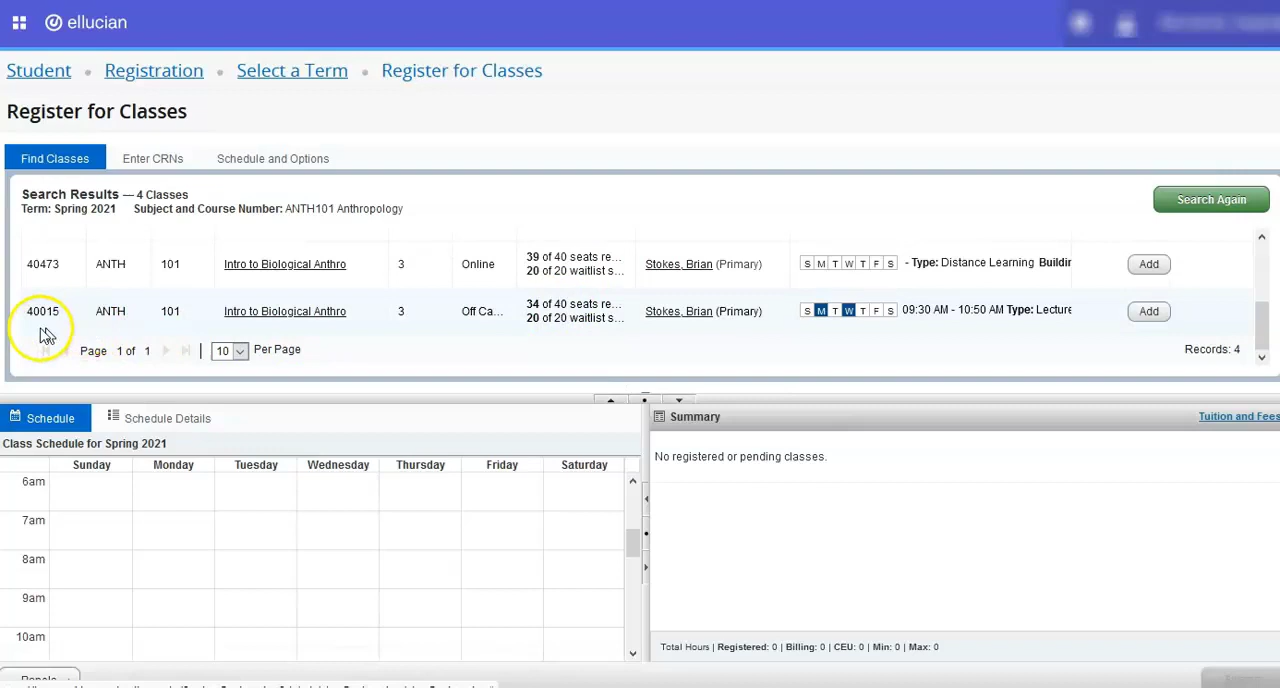 ellucian
Student • Registration • Select a Term • Register for Classes
Register for Classes
Find Classes Enter CRNs Schedule and Options
Search Results — 4 Classes
Term: Spring 2021 Subject and Course Number: ANTH101 Anthropology
Search Again
40473 ANTH 101 Intro to Biological Anthro 3 Online 39 of 40 seats re... Stokes, Brian (Primary) S M T W T F S - Type: Distance Learning Buildin Add
20 of 20 waitlist s...
40015 ANTH 101 Intro to Biological Anthro 3 Off Ca... 34 of 40 seats re... Stokes, Brian (Primary) S M T W T F S 09:30 AM - 10:50 AM Type: Lecture Add
20 of 20 waitlist s...
Page 1 of 1 10 Per Page Records: 4
Schedule Schedule Details
Class Schedule for Spring 2021
Sunday Monday Tuesday Wednesday Thursday Friday Saturday
6am
7am
8am
9am
10am
Summary Tuition and Fees
No registered or pending classes.
Total Hours | Registered: 0 | Billing: 0 | CEU: 0 | Min: 0 | Max: 0
Panels